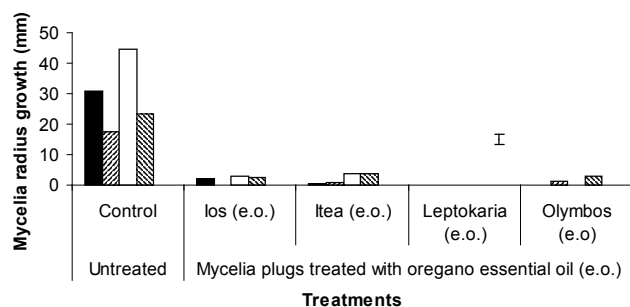 Mycelia radius growth (mm)
50
40
30
20
10
0
Control
Ios (e.o.)
Itea (e.o.)
Leptokaria
(e.o.)
Olymbos
(e.o)
Untreated
Mycelia plugs treated with oregano essential oil (e.o.)
Treatments